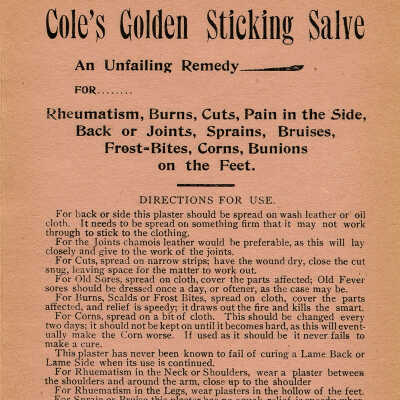 Cole's Golden Sticking Salve
An Unfailing Remedy
FOR........
Rheumatism, Burns, Cuts, Pain in the Side,
Back or Joints, Sprains, Bruises,
Frost-Bites, Corns, Bunions
on the Feet.
DIRECTIONS FOR USE.
For back or side this plaster should be spread on wash leather or oil
cloth. It needs to be spread on something firm that it may not work
through to stick to the clothing.
For the Joints chamois leather would be preferable, as this will lay
closely and give to the work of the joints.
For Cuts, spread on narrow strips; have the wound dry, close the cut
snug, leaving space for the matter to work out.
For Old Sores, spread on cloth, cover the parts affected; Old Fever
sores should be dressed once a day, or oftener, as the case may be.
For Burns, Scalds or Frost Bites, spread on cloth, cover the parts
affected, and relief is speedy; it draws out the fire and kills the smart.
For Corns, spread on a bit of cloth. This should be changed every
two days; it should not be kept on until it becomes hard, as this will event-
ually make the Corn worse. If used as it should be it never fails to
make a cure.
This plaster has never been known to fail of curing a Lame Back or
Lame Side when its use is continued.
For Rhuematism in the Neck or Shoulders, wear a plaster between
the shoulders and around the arm, close up to the shoulder
For Rhuematism in the Legs, wear plasters in the hollow of the feet.